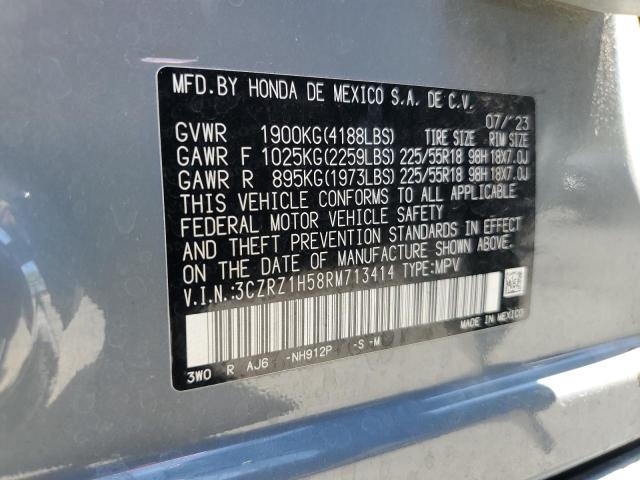 MFD.BY HONDA DE MEXICO S.A. DE C.V.
07/'23
GVWR 1900KG(4188LBS) TIRE SIZE RIM SIZE
GAWR F 1025KG(2259LBS) 225/55R18 98H 18X7.0J
GAWR R 895KG(1973LBS) 225/55R18 98H 18X7.0J
THIS VEHICLE CONFORMS TO ALL APPLICABLE
FEDERAL MOTOR VEHICLE SAFETY
AND THEFT PREVENTION STANDARDS IN EFFECT
ON THE DATE OF MANUFACTURE SHOWN ABOVE.
V.I.N.:3CZRZ1H58RM713414 TYPE:MPV
MADE IN MEXICO
3WO R AJ6 -NH912P -S -M